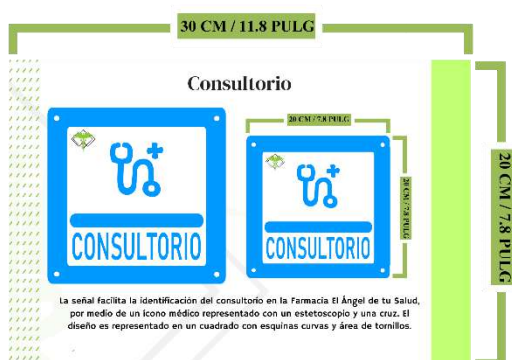 30 CM / 11.8 PULG
Consultorio
20 CM / 7.8 PULG
20 CM / 7.8 PULG
20 CM / 7.8 PULG
CONSULTORIO
CONSULTORIO
La señal facilita la identificación del consultorio en la Farmacia El Ángel de tu Salud,
por medio de un ícono médico representado con un estetoscopio y una cruz. El
diseño es representado en un cuadrado con esquinas curvas y área de tornillos.